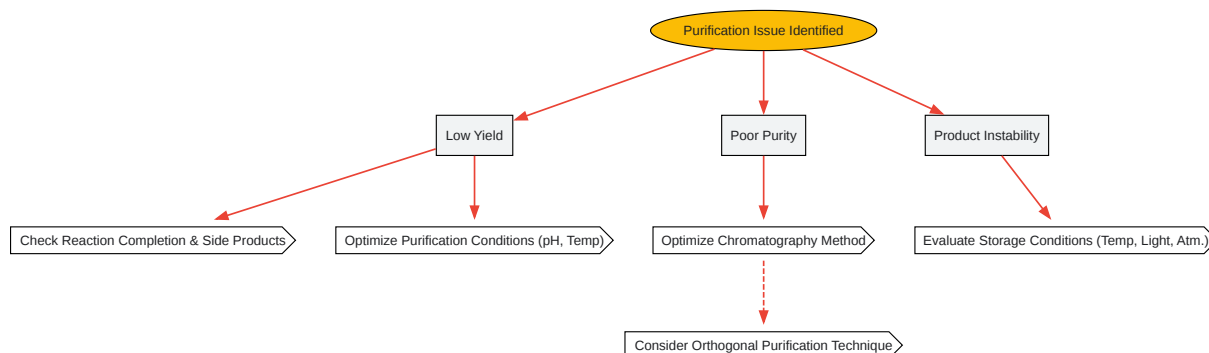 Purification Issue Identified
Low Yield
Poor Purity
Product Instability
Check Reaction Completion & Side Products
Optimize Purification Conditions (pH, Temp)
Optimize Chromatography Method
Evaluate Storage Conditions (Temp, Light, Atm.)
Consider Orthogonal Purification Technique